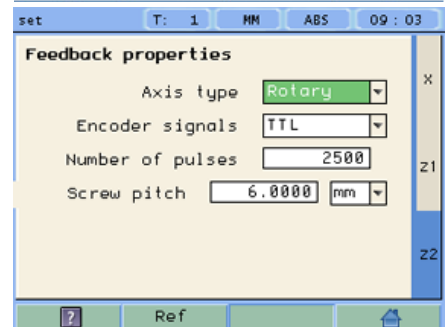 set T: 1 MM ABS 09:03
Feedback properties
Axis type Rotary
Encoder signals TTL
Number of pulses 2500
Screw pitch 6.0000 mm
X
Z1
Z2
? Ref